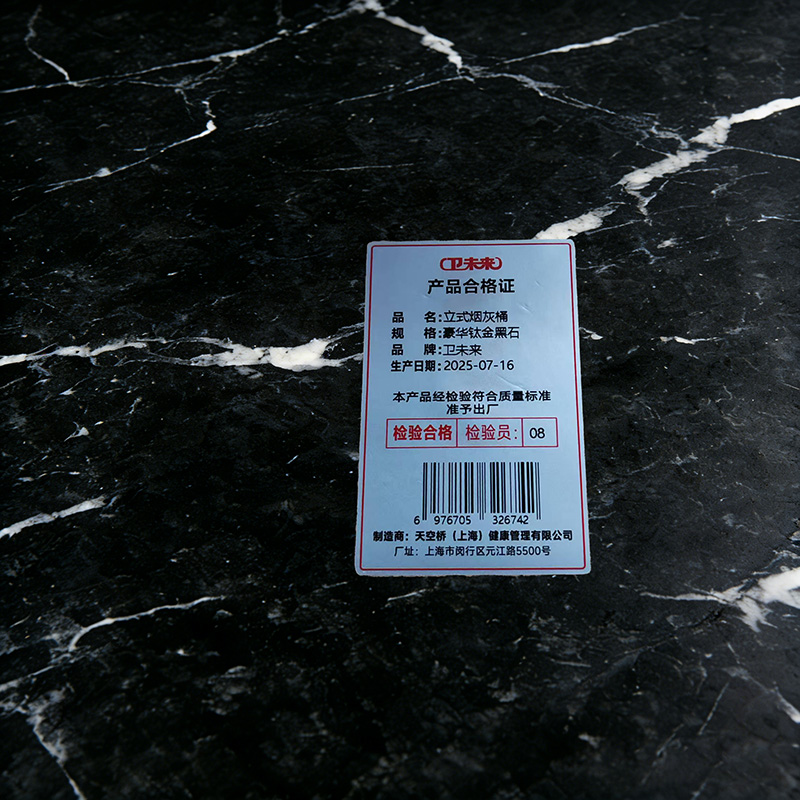 卫未来
产品合格证
品 名:立式烟灰桶
规 格:豪华钛金黑石
品 牌:卫未来
生产日期:2025-07-16
本产品经检验符合质量标准
准予出厂
检验合格 检验员: 08
6 976705 326742
制造商：天空桥（上海）健康管理有限公司
厂址：上海市闵行区元江路5500号